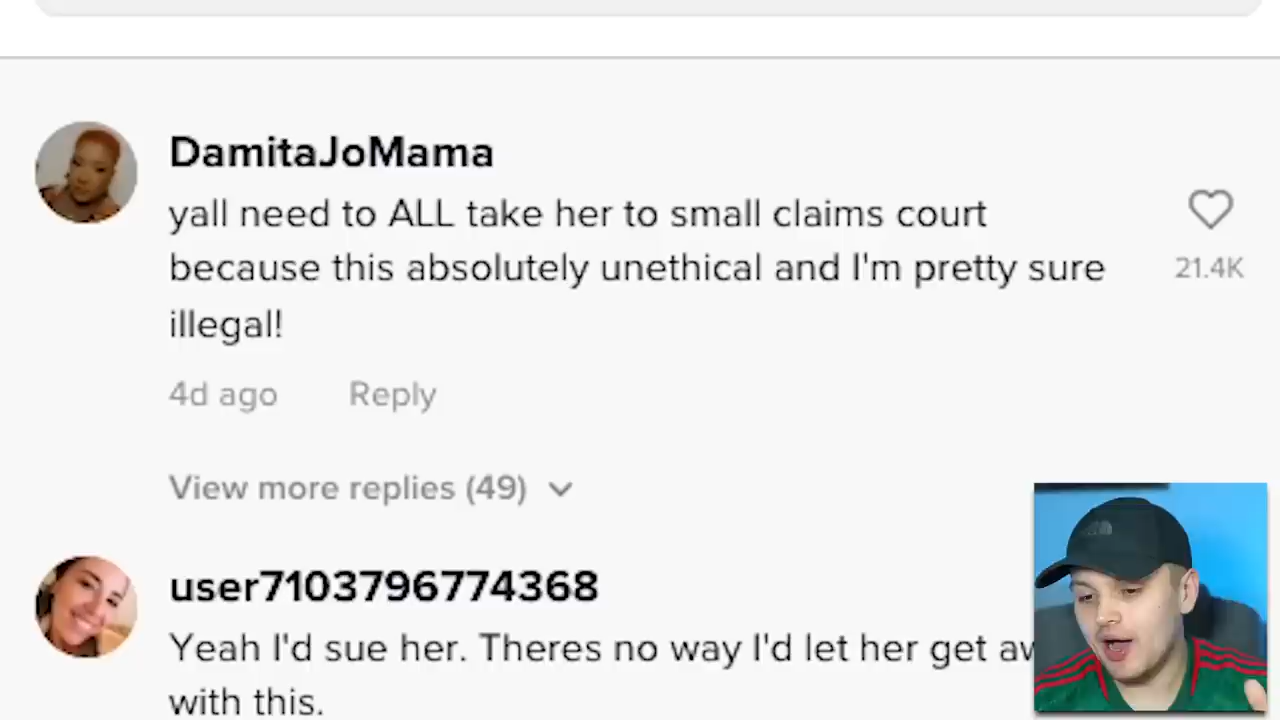 DamitaJoMama
yall need to ALL take her to small claims court
because this absolutely unethical and I'm pretty sure
illegal!
21.4K
4d ago Reply
View more replies (49)
user7103796774368
Yeah I'd sue her. Theres no way I'd let her get
with this.